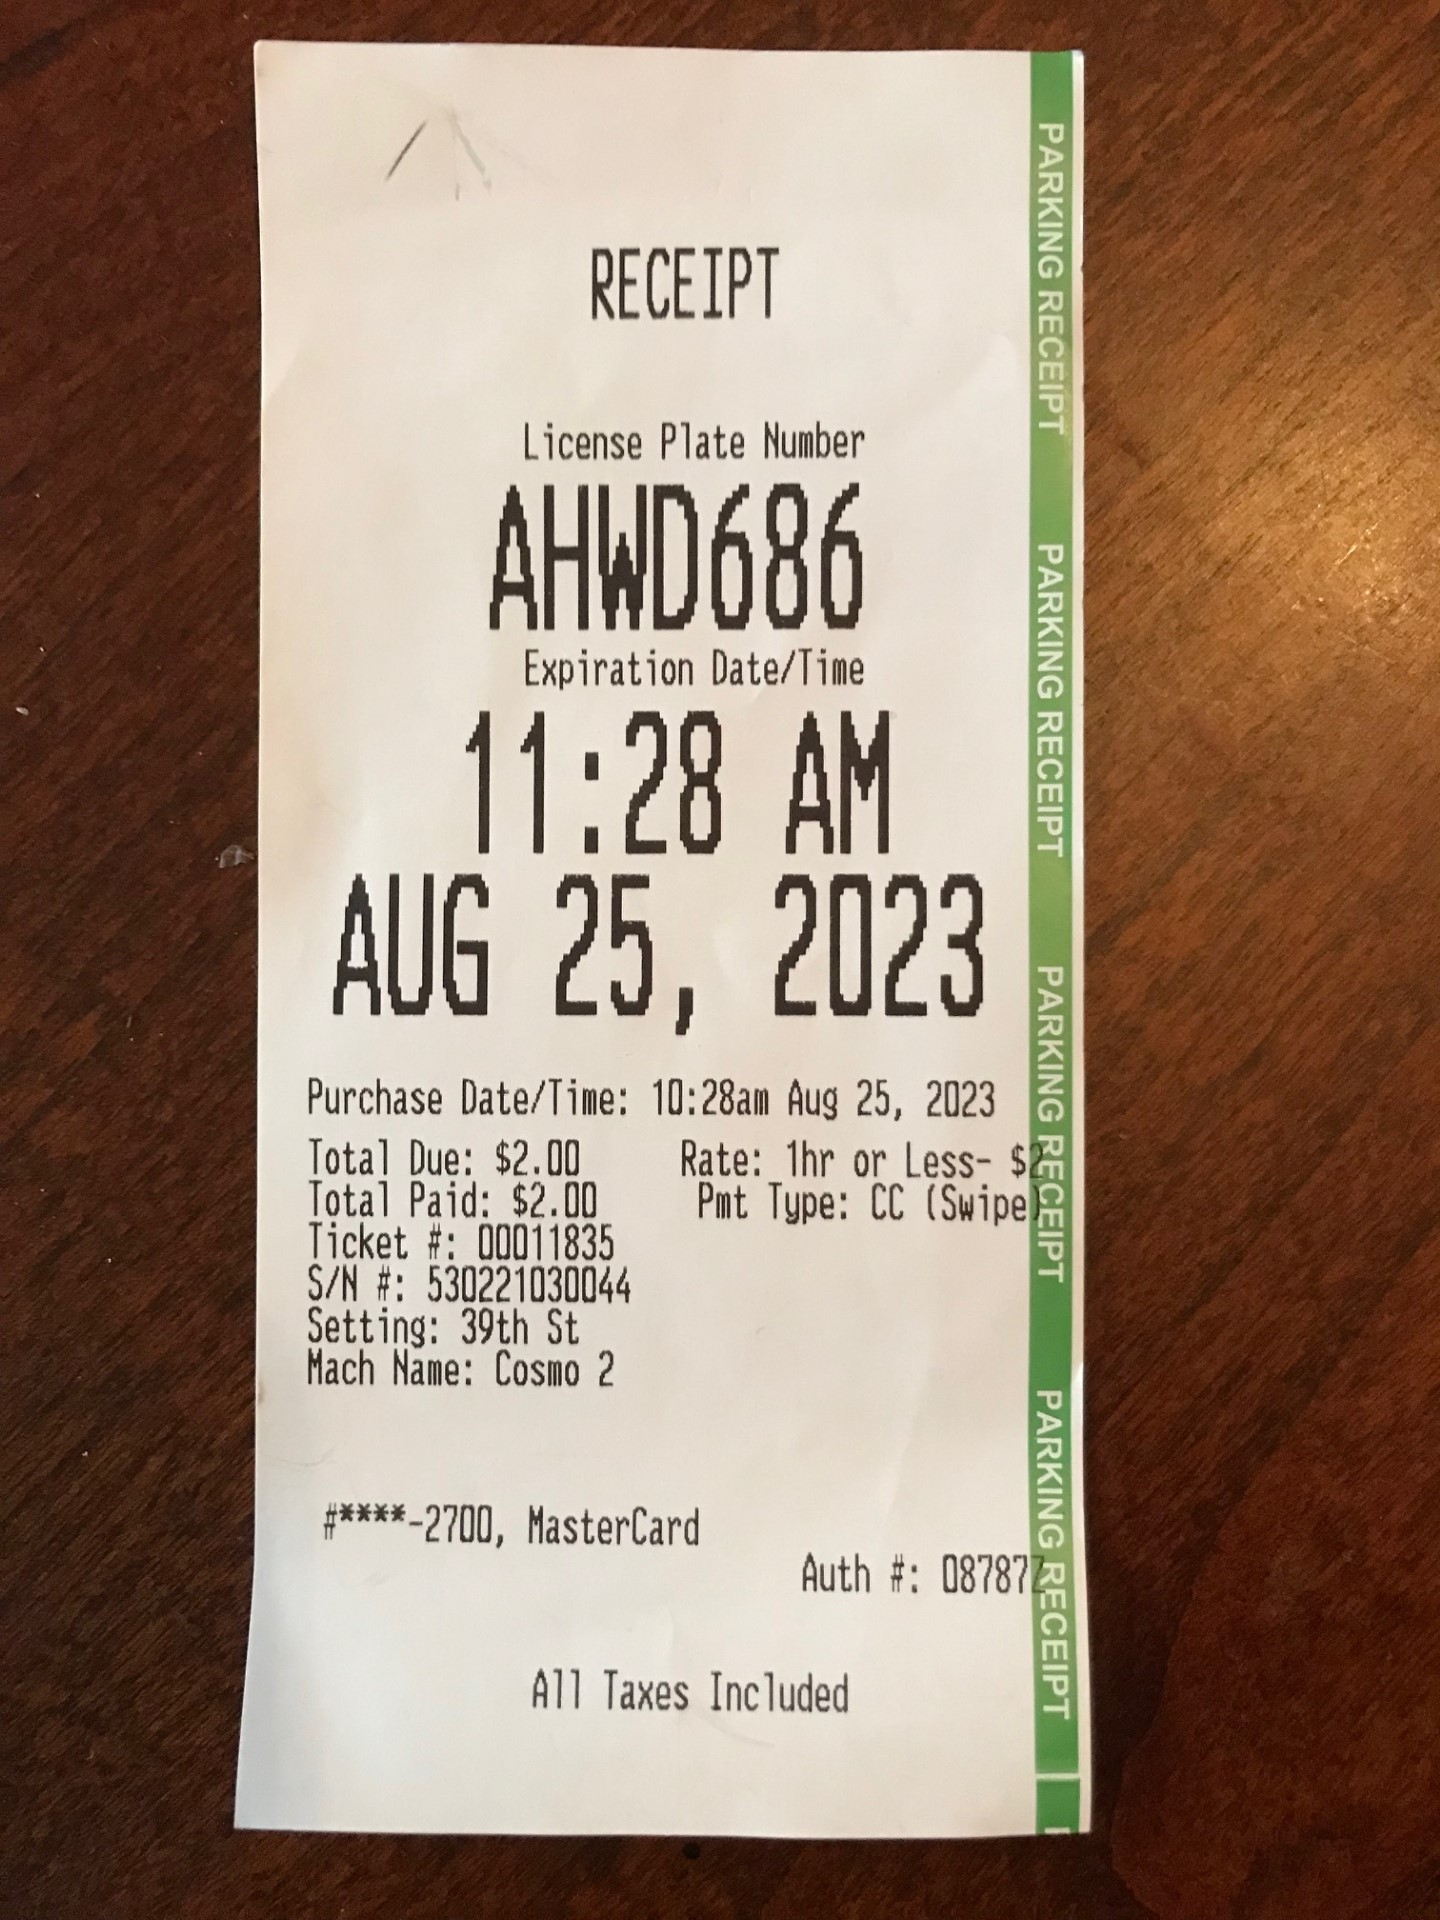 RECEIPT
License Plate Number
AHWD686
Expiration Date/Time
11:28 AM
AUG 25, 2023
Purchase Date/Time: 10:28am Aug 25, 2023
Total Due: $2.00 Rate: 1hr or Less- $2
Total Paid: $2.00 Pmt Type: CC (Swipe)
Ticket #: 00011835
S/N #: 530221030044
Setting: 39th St
Mach Name: Cosmo 2
#****-2700, MasterCard
Auth #: 08787Z
All Taxes Included
PARKING RECEIPT
PARKING RECEIPT
PARKING RECEIPT
PARKING RECEIPT